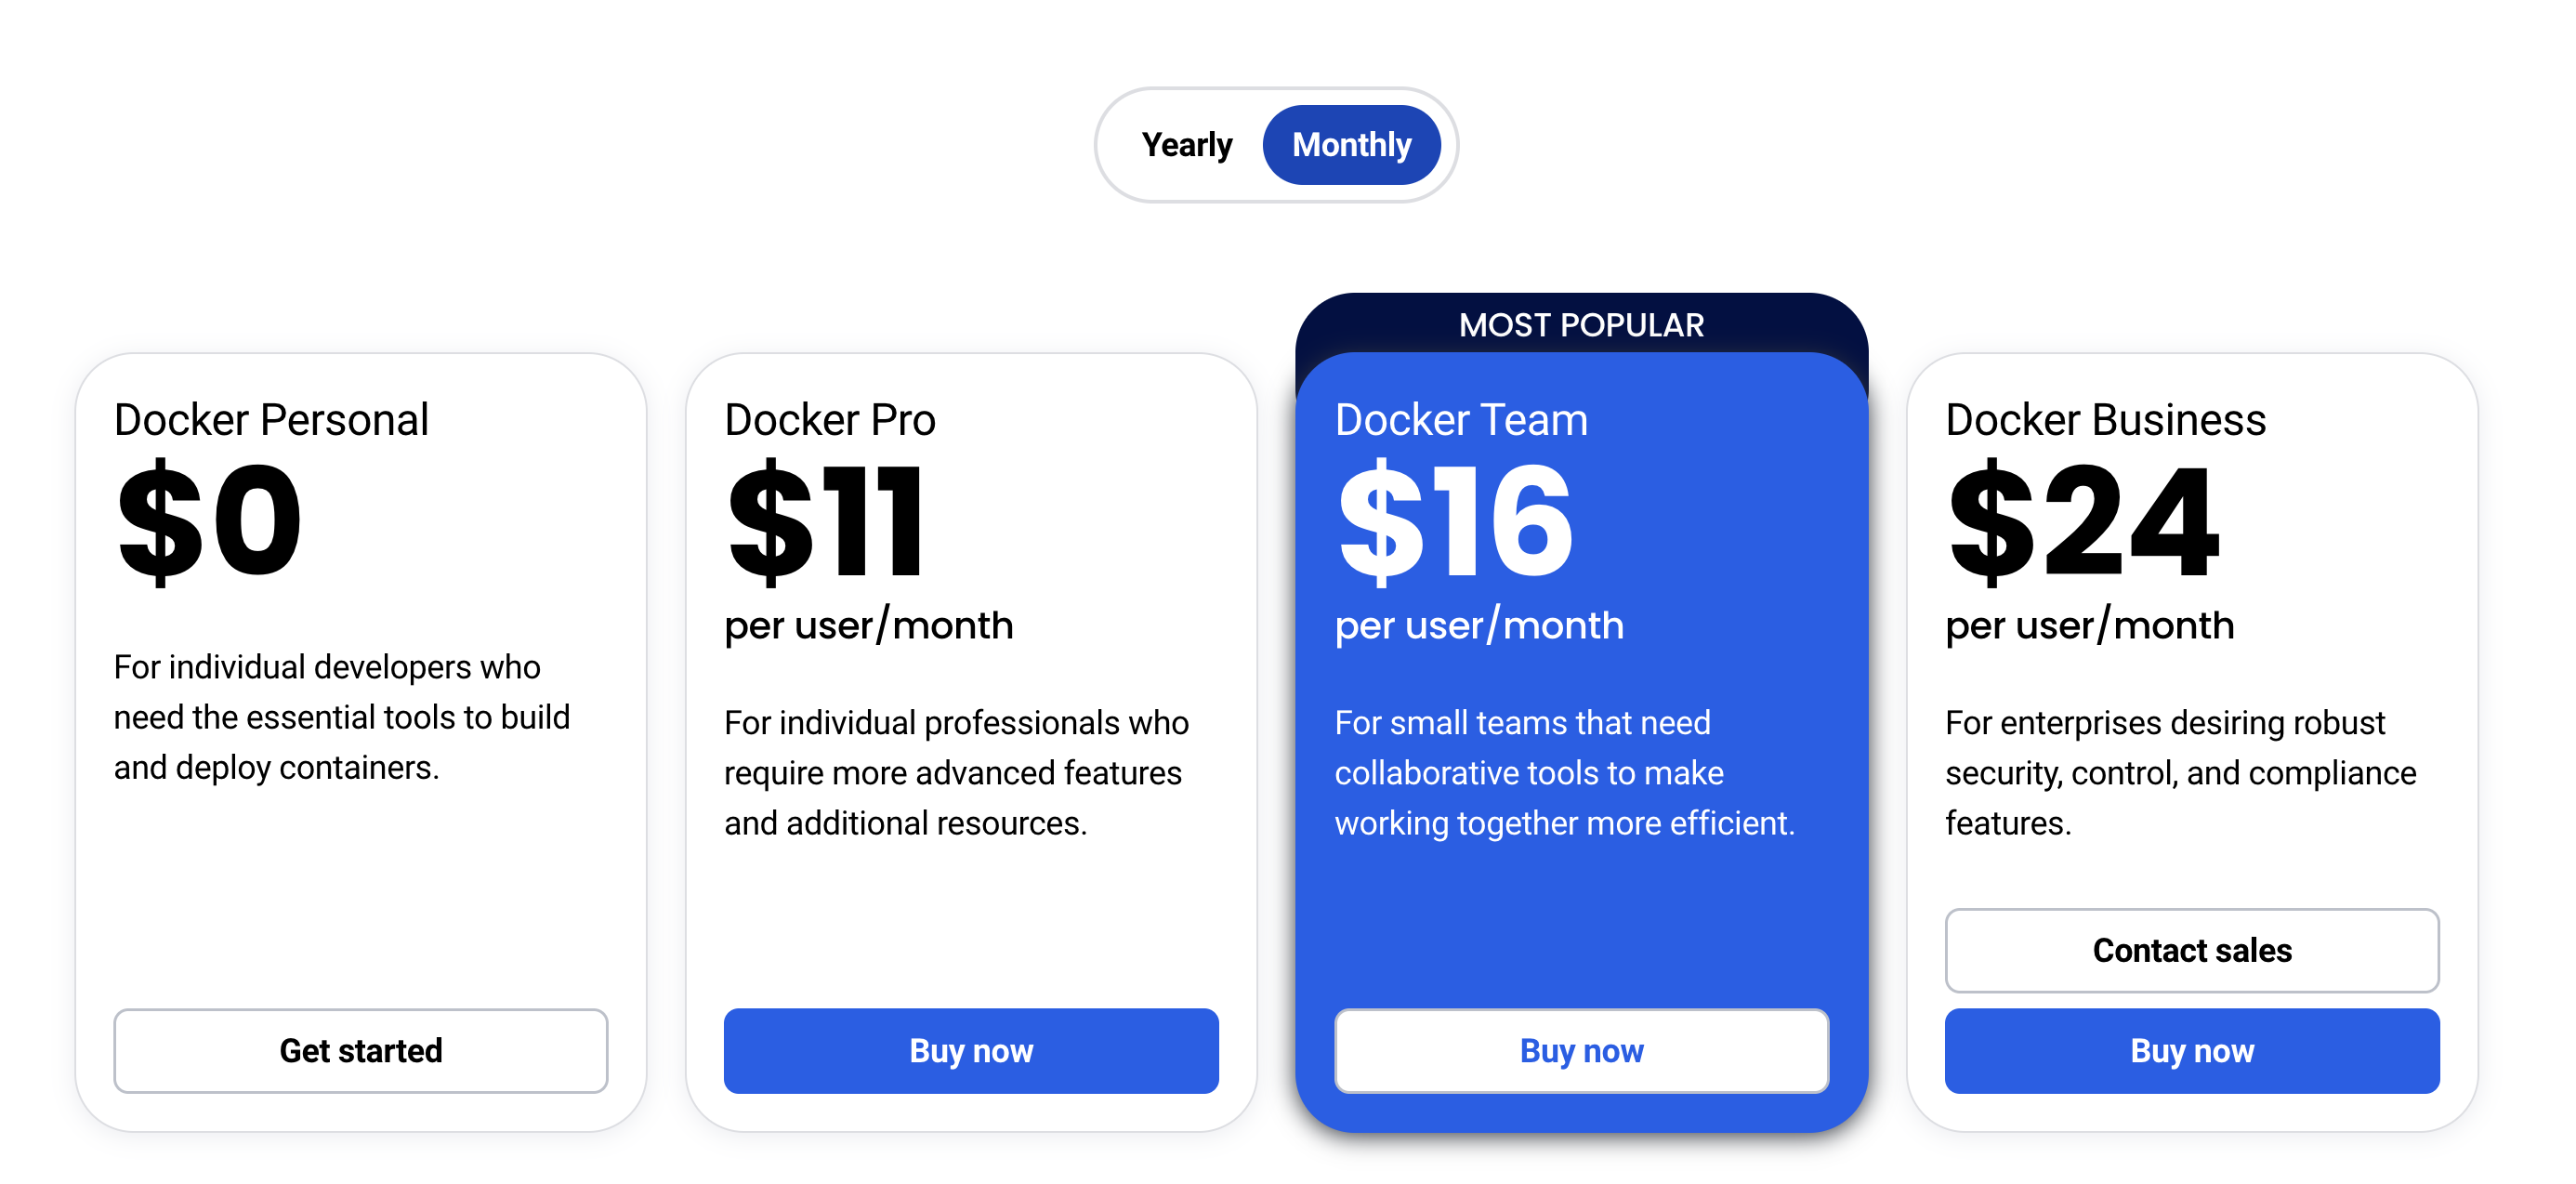 Yearly
Monthly
Docker Personal
$0
For individual developers who
need the essential tools to build
and deploy containers.
Get started
Docker Pro
$11
per user/month
For individual professionals who
require more advanced features
and additional resources.
Buy now
MOST POPULAR
Docker Team
$16
per user/month
For small teams that need
collaborative tools to make
working together more efficient.
Buy now
Docker Business
$24
per user/month
For enterprises desiring robust
security, control, and compliance
features.
Contact sales
Buy now